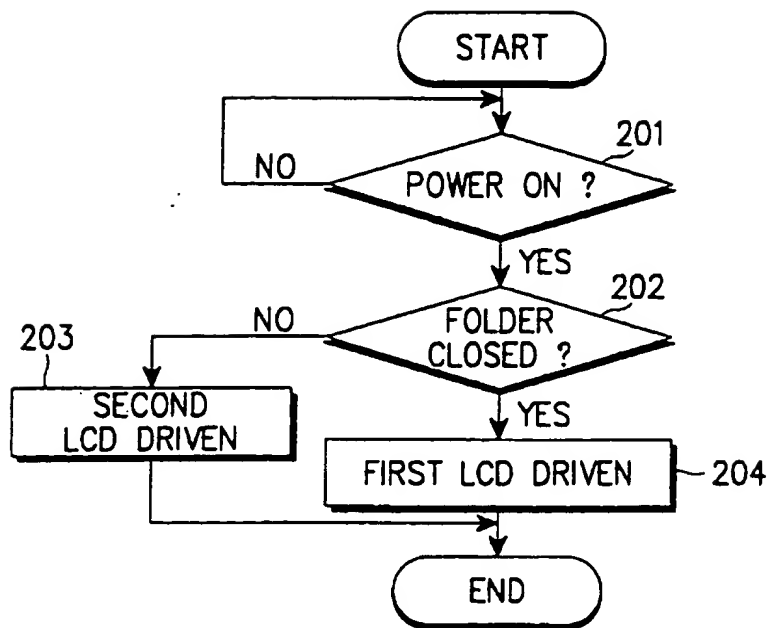 START
201
NO
POWER ON ?
YES
202
NO
FOLDER
CLOSED ?
203
SECOND
LCD DRIVEN
YES
FIRST LCD DRIVEN
204
END